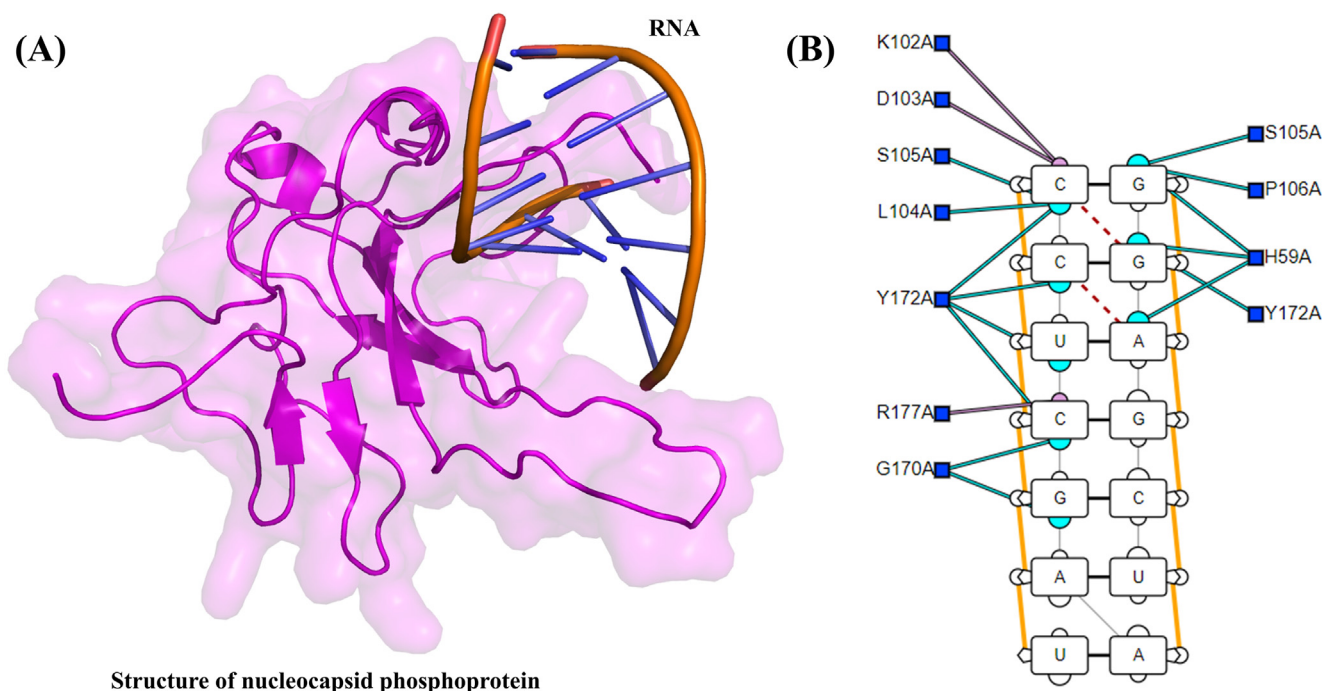 (A)
RNA
Structure of nucleocapsid phosphoprotein
(B)
K102A
D103A
S105A
S105A
C G
P106A
L104A
H59A
C G
Y172A
Y172A
U A
R177A
C G
G170A
G C
A U
U A